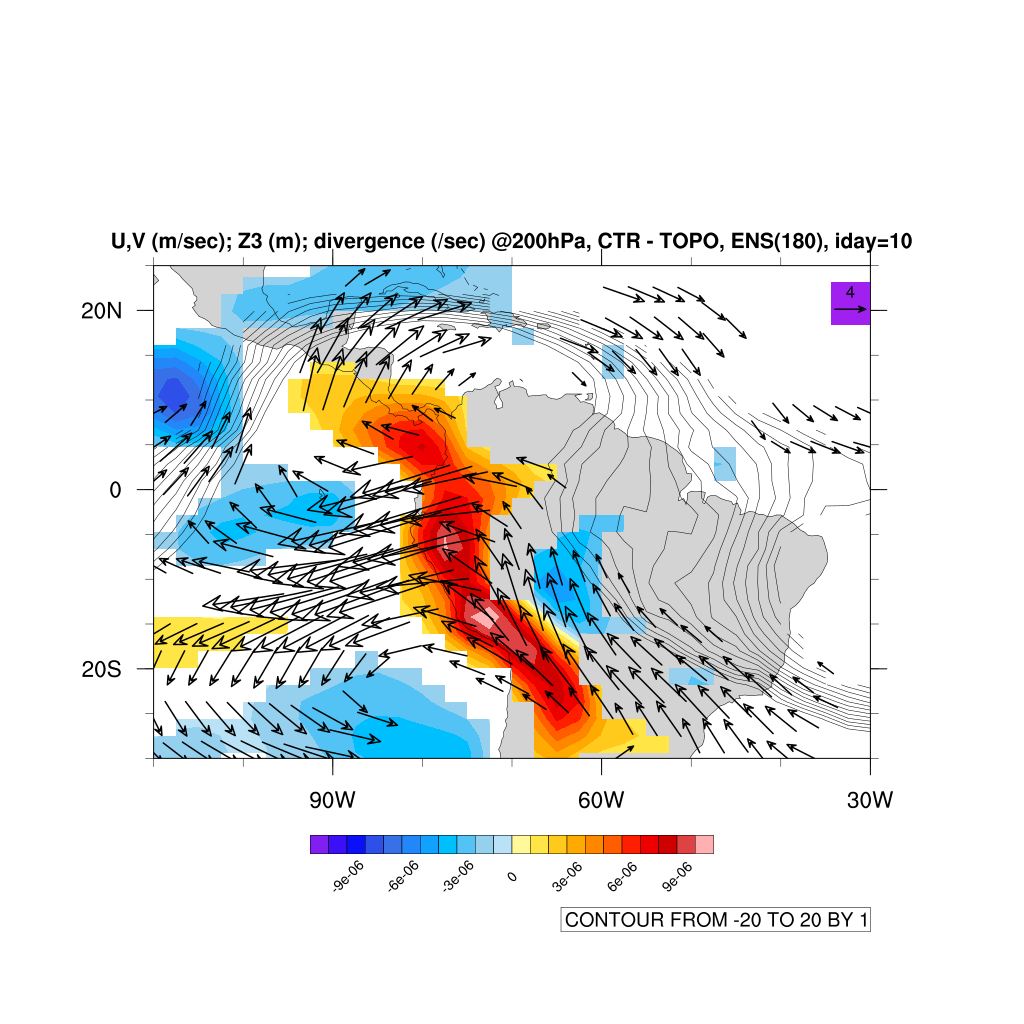 U,V (m/sec); Z3 (m); divergence (/sec) @200hPa, CTR - TOPO, ENS(180), iday=10
4
20N
0
20S
90W 60W 30W
-9e-06 -6e-06 -3e-06 0 3e-06 6e-06 9e-06
CONTOUR FROM -20 TO 20 BY 1